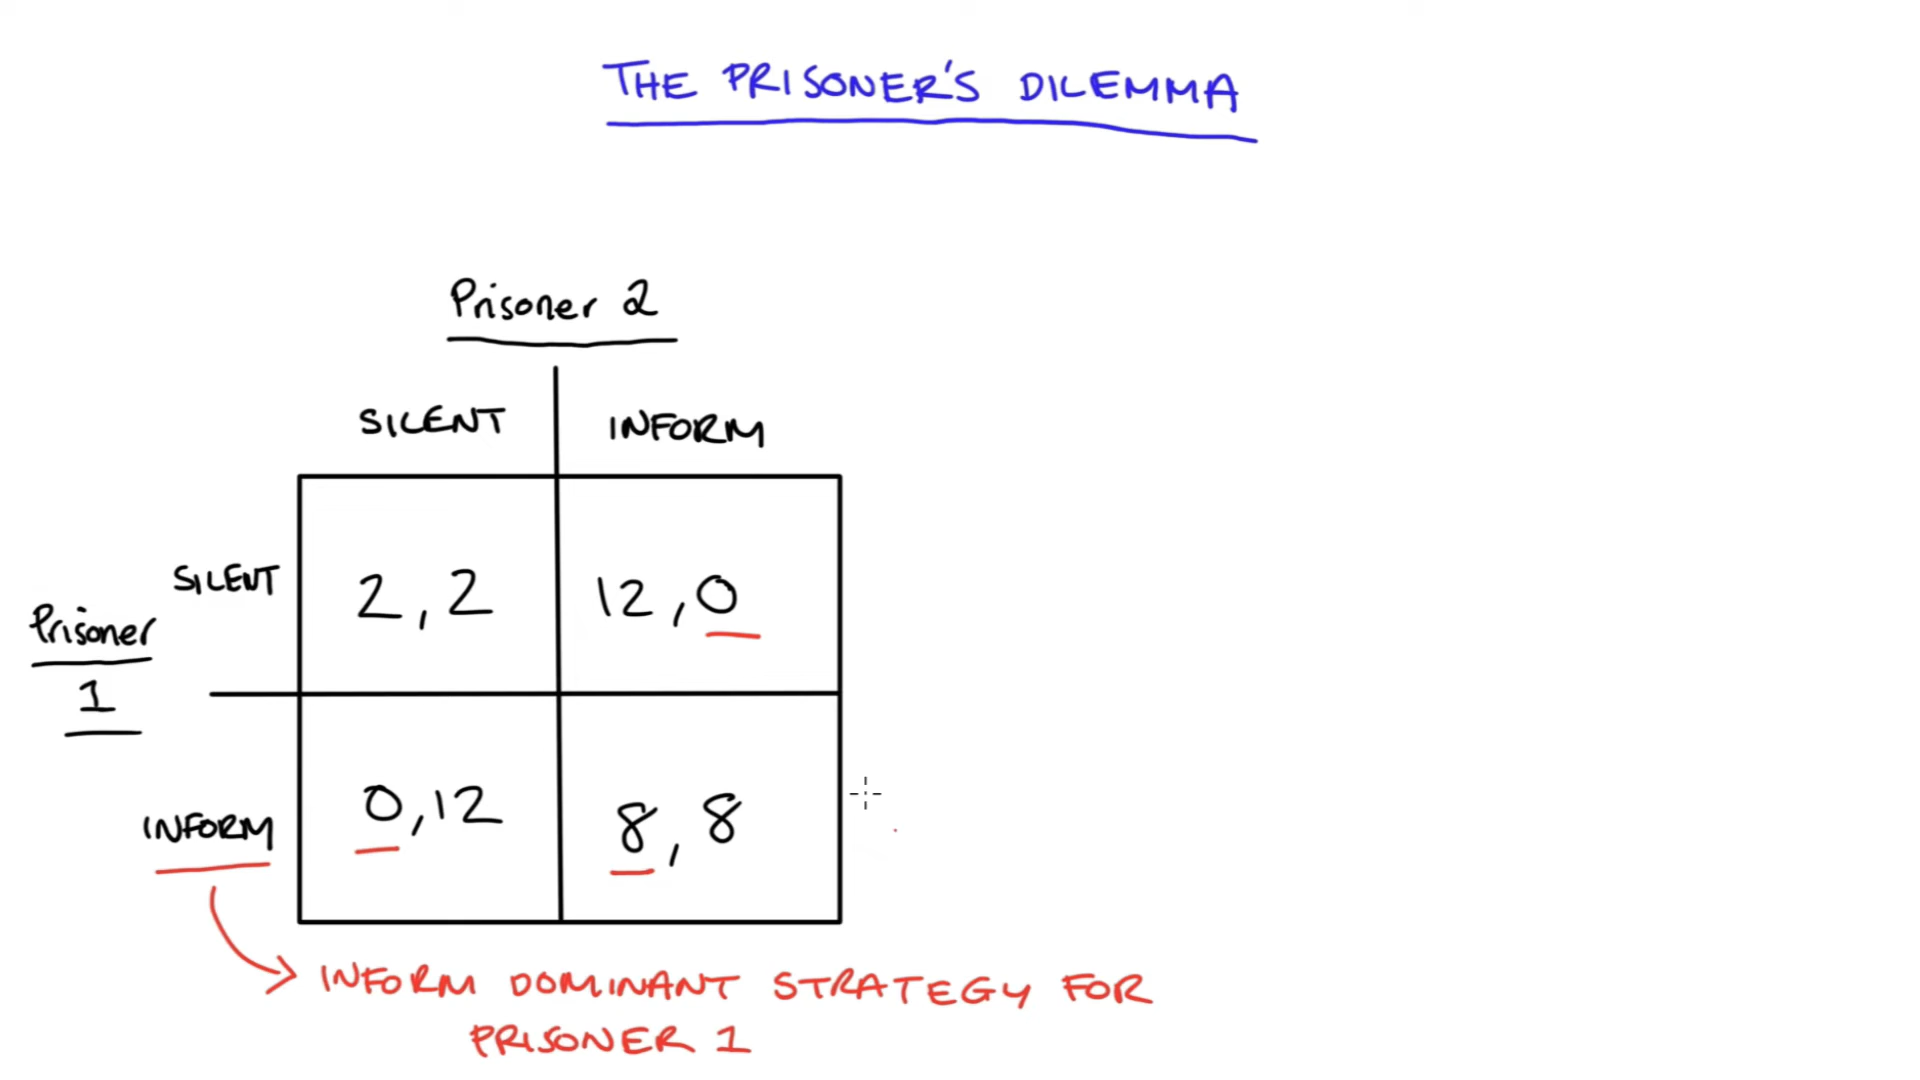 THE PRISONER'S DILEMMA
Prisoner 2
SILENT INFORM
SILENT 2,2 12,0
Prisoner
1
INFORM 0,12 8,8
INFORM DOMINANT STRATEGY FOR
PRISONER 1